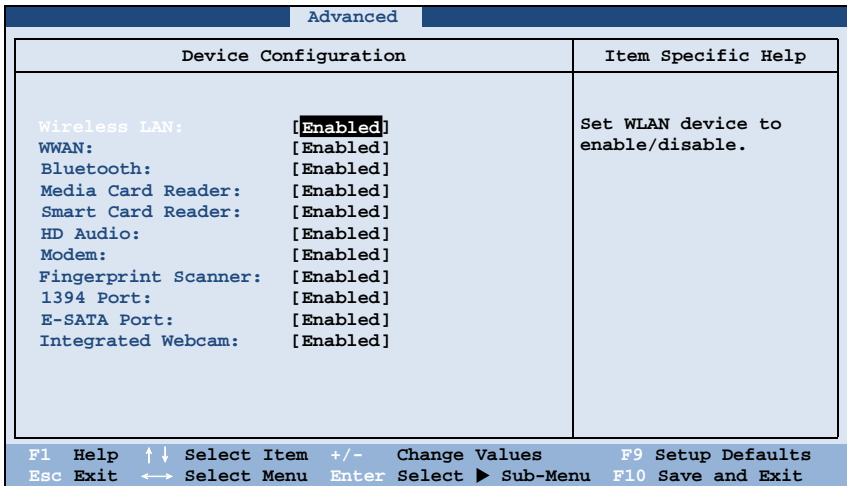 Advanced
Device Configuration
Item Specific Help
Wireless LAN: [Enabled]
WWAN: [Enabled]
Bluetooth: [Enabled]
Media Card Reader: [Enabled]
Smart Card Reader: [Enabled]
HD Audio: [Enabled]
Modem: [Enabled]
Fingerprint Scanner: [Enabled]
1394 Port: [Enabled]
E-SATA Port: [Enabled]
Integrated Webcam: [Enabled]
Set WLAN device to
enable/disable.
F1 Help ↑↓ Select Item +/- Change Values F9 Setup Defaults
Esc Exit ←→ Select Menu Enter Select ▶ Sub-Menu F10 Save and Exit